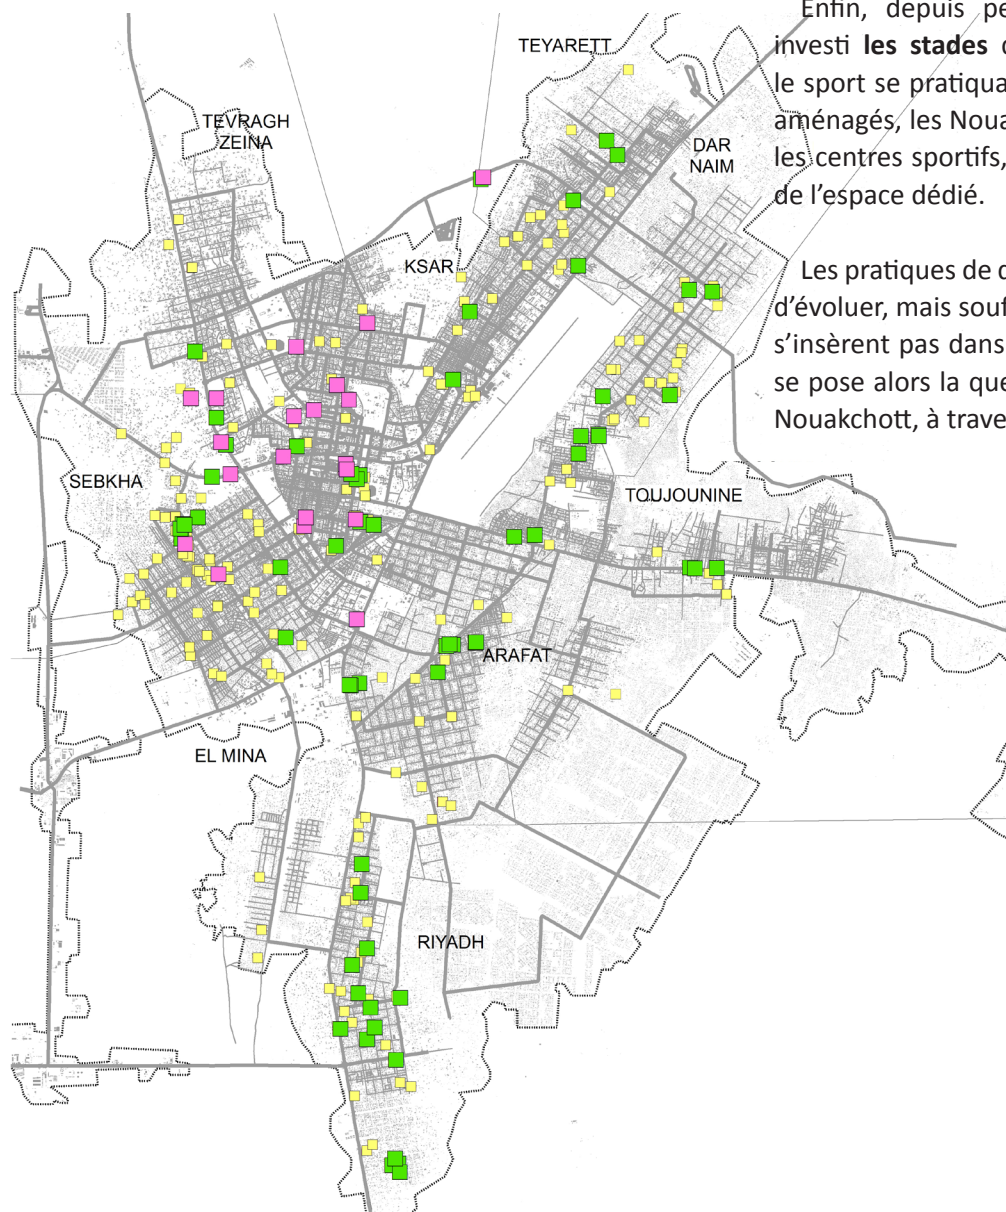 Enfin, depuis
investi les stades
le sport se pratiqua
aménagés, les Noua
les centres sportifs,
de l’espace dédié.
Les pratiques de
d’évoluer, mais souf
s’insèrent pas dans
se pose alors la que
Nouakchott, à trave
TEYARETT
TEVRAGH
ZEINA
DAR
NAIM
KSAR
SEBKHA
TOUJOUNINE
ARAFAT
EL MINA
RIYADH